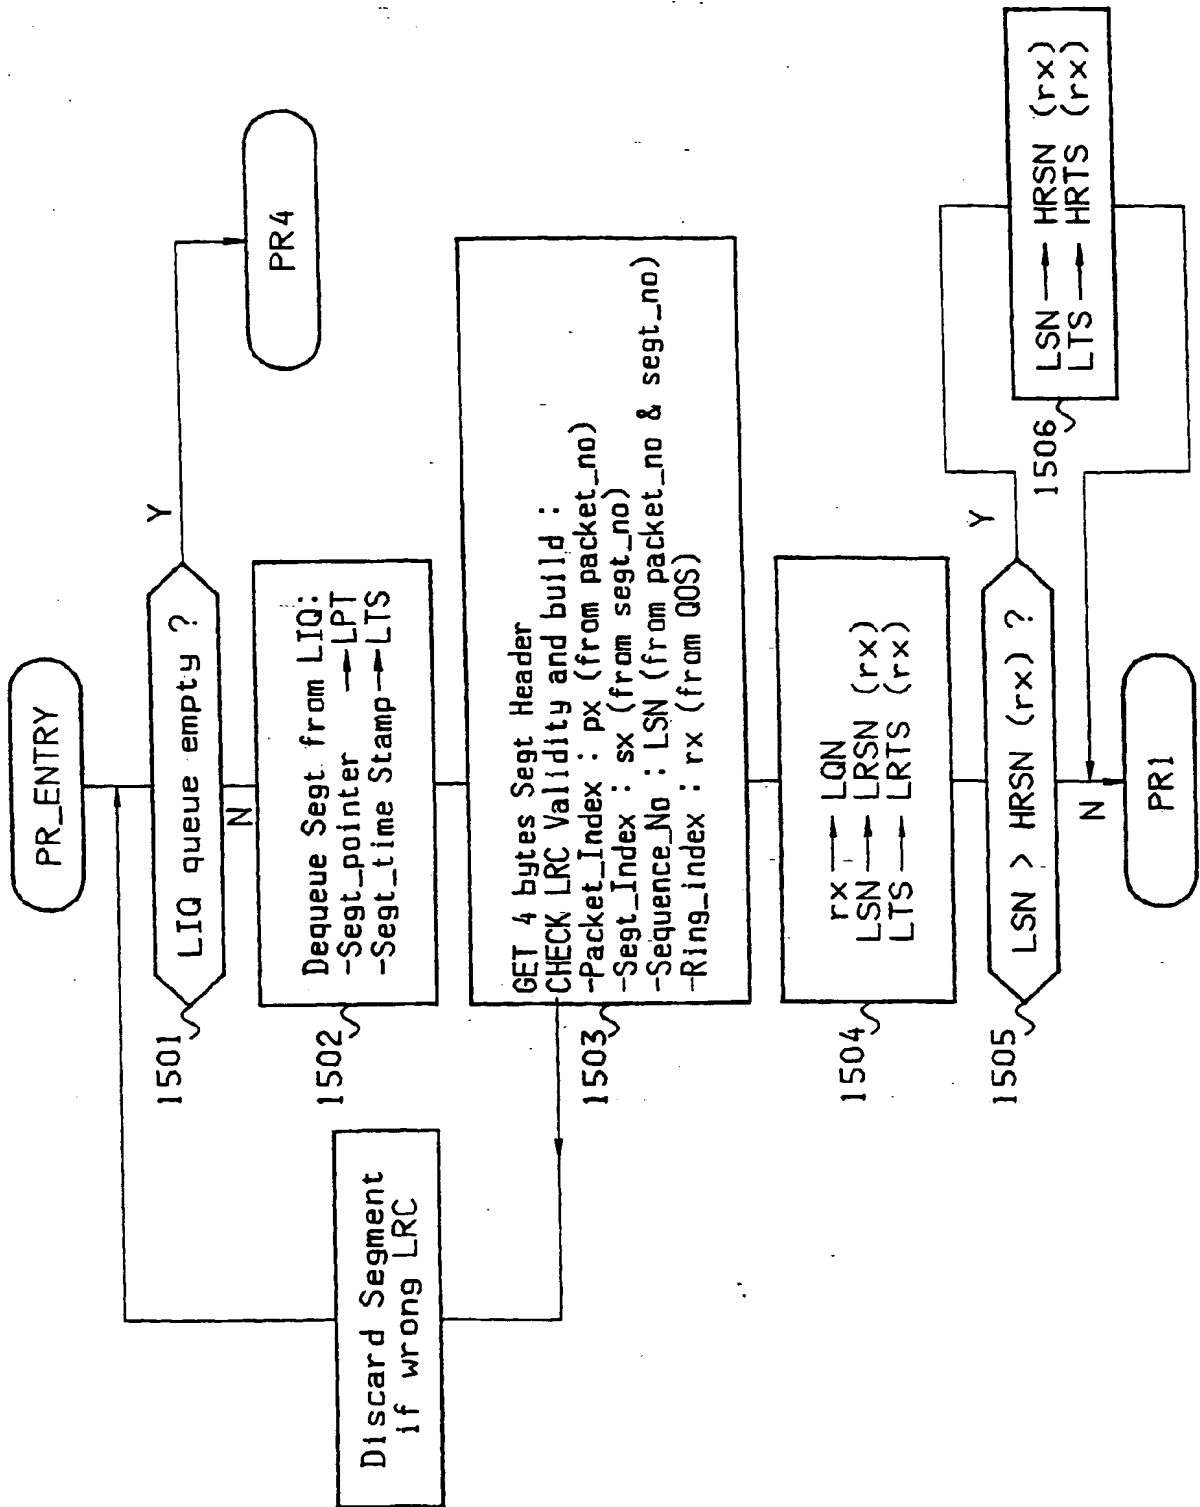 PR_ENTRY
LIQ queue empty ?
Y
N
1501
PR4
Dequeue Segt from LIQ:
-Segt_pointer → LPT
-Segt_time Stamp → LTS
1502
GET 4 bytes Segt Header
CHECK LRC Validity and build :
-Packet_Index : px (from packet_no)
-Segt_Index : sx (from segt_no)
-Sequence_No : LSN (from packet_no & segt_no)
-Ring_index : rx (from QOS)
1503
Discard Segment
if wrong LRC
rx → LQN
LSN → LRSN (rx)
LTS → LRTS (rx)
1504
LSN > HRSN (rx) ?
Y
N
1505
LSN → HRSN (rx)
LTS → HRTS (rx)
1506
PR1